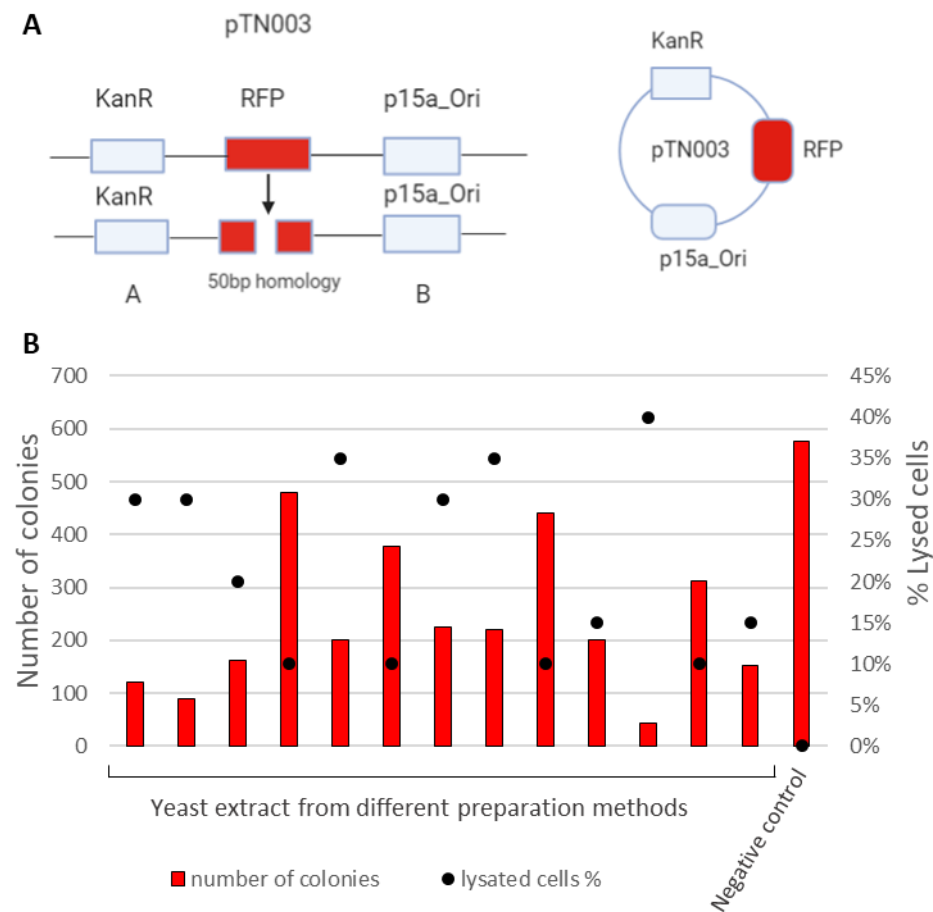 A
pTN003
KanR RFP p15a_Ori
KanR p15a_Ori
50bp homology
A B
KanR
pTN003 RFP
p15a_Ori
B
Number of colonies
700
600
500
400
300
200
100
0
45%
40%
35%
30%
25%
20%
15%
10%
5%
0%
% Lysed cells
Yeast extract from different preparation methods
Negative control
number of colonies lysated cells %